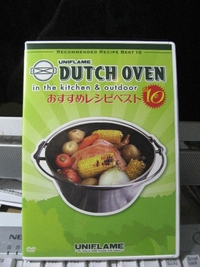 RECOMMENDED RECIPE BEST 10
UNIFLAME
DUTCH OVEN
in the kitchen & outdoor
おすすめレシピベスト10
DVD
UNIFLAME